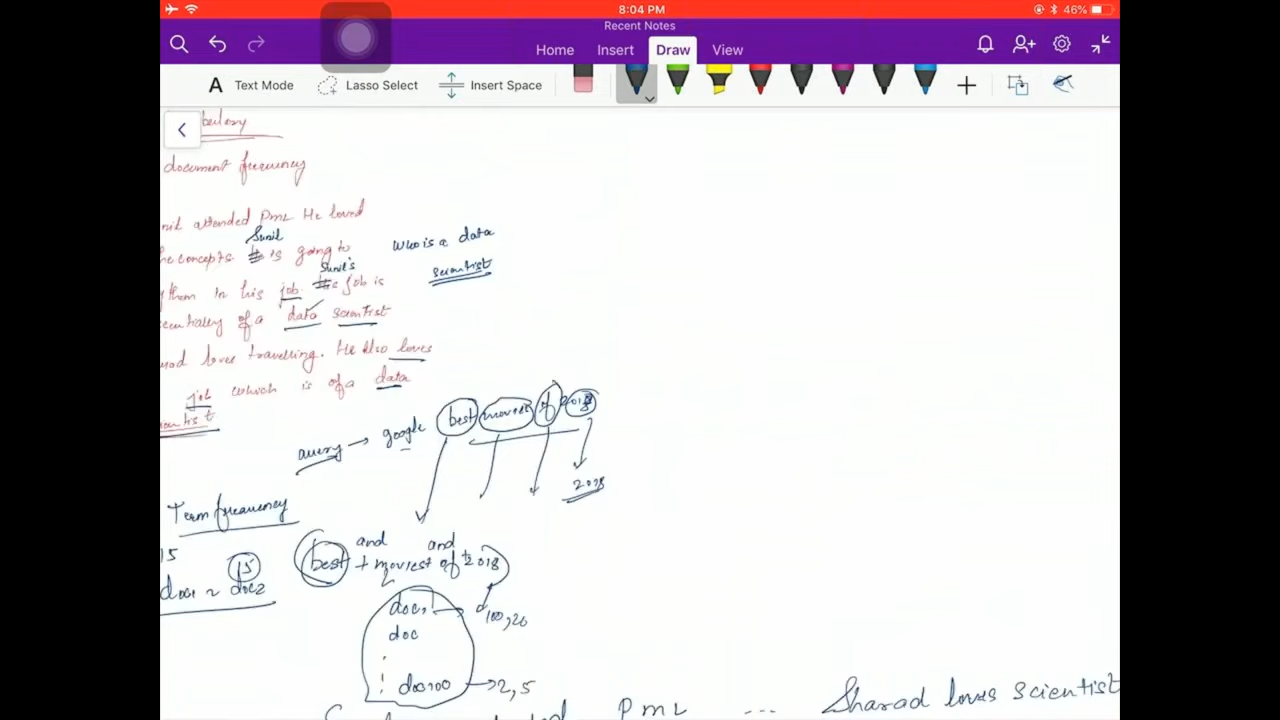 8:04 PM
46%
Recent Notes
Home Insert Draw View
Text Mode Lasso Select Insert Space
document frequency
attended PML He loved
Sunil
concepts is going to
Who is a data
scientist
Sunil's
in his job. job is
of a data scientist
loves travelling. He also loves
job which is of a data
query → google best movies of 2018
2018
Term frequency
and and
best + movies + of + 2018
15 15
doc1 ~ doc2
doc1 → 100, 20
doc
doc100 → 2, 5
PML ... Sharad loves scientist